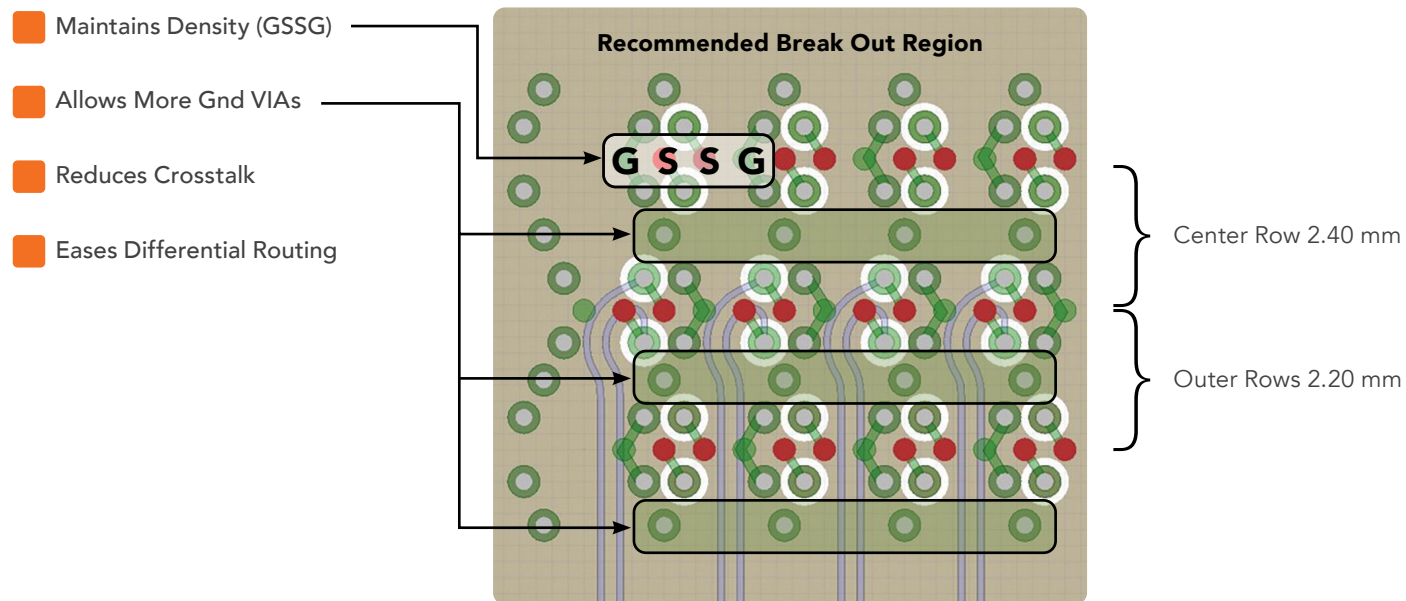 Maintains Density (GSSG)
Allows More Gnd VIAs
Reduces Crosstalk
Eases Differential Routing
Recommended Break Out Region
G S S G
Center Row 2.40 mm
Outer Rows 2.20 mm